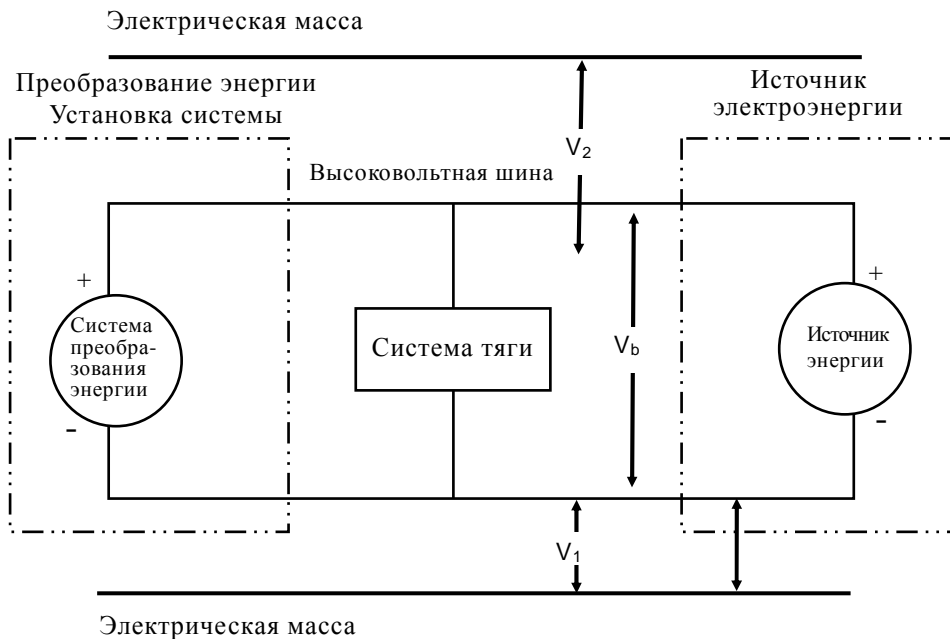 Электрическая масса
Преобразование энергии
Установка системы
Источник
электроэнергии
V2
Высоковольтная шина
+
+
Система
преобра-
зования
энергии
Система тяги
Vb
Источник
энергии
-
-
V1
Электрическая масса